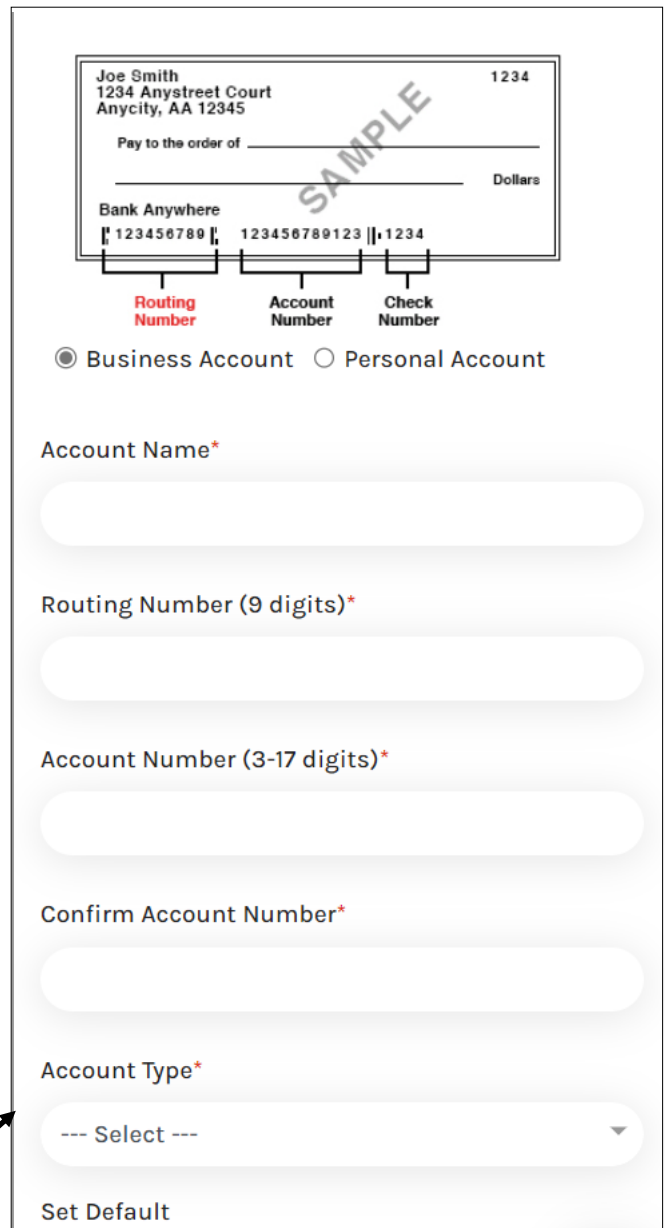 Joe Smith 1234
1234 Anystreet Court
Anycity, AA 12345
SAMPLE
Pay to the order of
Dollars
Bank Anywhere
123456789 123456789123 1234
Routing Number Account Number Check Number
Business Account Personal Account
Account Name*
Routing Number (9 digits)*
Account Number (3-17 digits)*
Confirm Account Number*
Account Type*
--- Select ---
Set Default